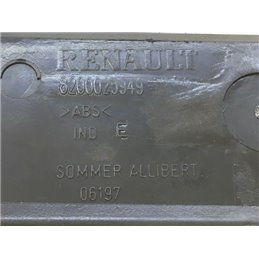 RENAULT
8200025949
>ABS<
IND E
SOMMER ALLIBERT.
06197